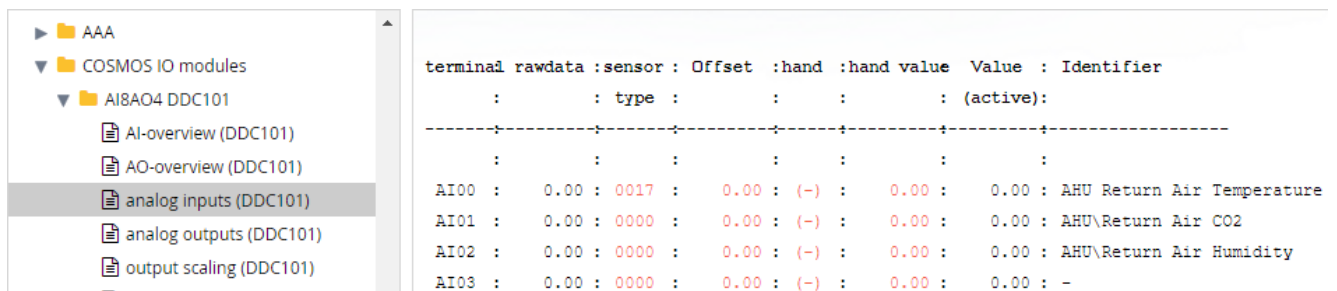 AAA
COSMOS IO modules
AI8AO4 DDC101
AI-overview (DDC101)
AO-overview (DDC101)
analog inputs (DDC101)
analog outputs (DDC101)
output scaling (DDC101)
terminal rawdata :sensor : Offset :hand :hand value Value : Identifier
: : type : : : : (active):
-------:---------:-------:---------:------:---------:---------:------------------
: : : : : : :
AI00 : 0.00 : 0017 : 0.00 : (-) : 0.00 : 0.00 : AHU Return Air Temperature
AI01 : 0.00 : 0000 : 0.00 : (-) : 0.00 : 0.00 : AHU\Return Air CO2
AI02 : 0.00 : 0000 : 0.00 : (-) : 0.00 : 0.00 : AHU\Return Air Humidity
AI03 : 0.00 : 0000 : 0.00 : (-) : 0.00 : 0.00 : -